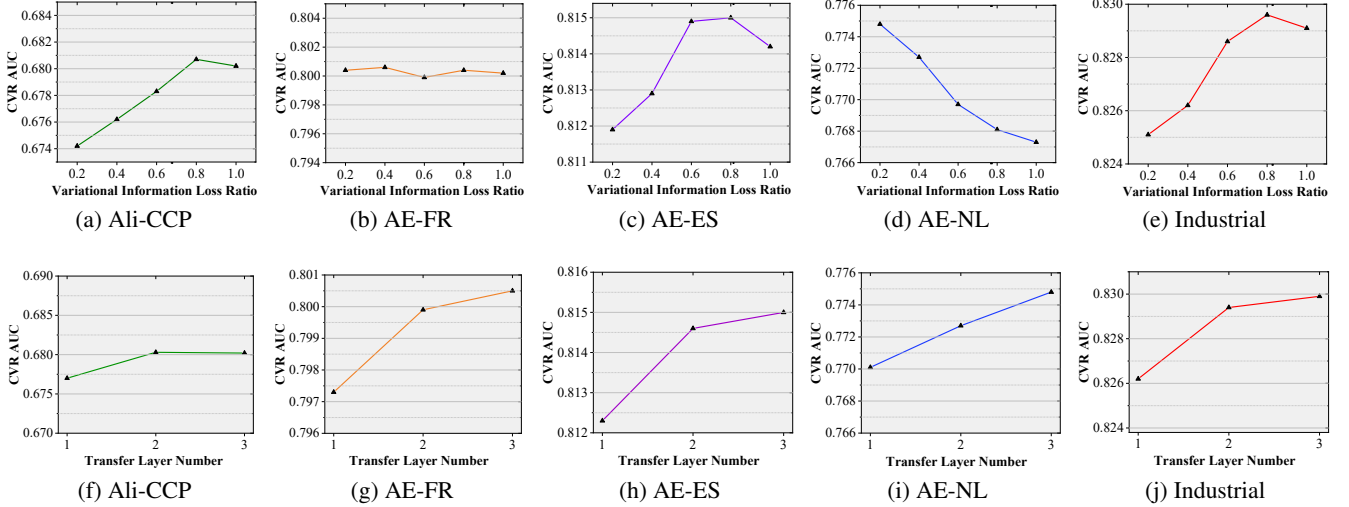 CVR AUC
0.684
0.682
0.680
0.678
0.676
0.674
0.2 0.4 0.6 0.8 1.0
Variational Information Loss Ratio
(a) Ali-CCP
CVR AUC
0.804
0.802
0.800
0.798
0.796
0.794
0.2 0.4 0.6 0.8 1.0
Variational Information Loss Ratio
(b) AE-FR
CVR AUC
0.815
0.814
0.813
0.812
0.811
0.2 0.4 0.6 0.8 1.0
Variational Information Loss Ratio
(c) AE-ES
CVR AUC
0.776
0.774
0.772
0.770
0.768
0.766
0.2 0.4 0.6 0.8 1.0
Variational Information Loss Ratio
(d) AE-NL
CVR AUC
0.830
0.828
0.826
0.824
0.2 0.4 0.6 0.8 1.0
Variational Information Loss Ratio
(e) Industrial
CVR AUC
0.690
0.685
0.680
0.675
0.670
1 2 3
Transfer Layer Number
(f) Ali-CCP
CVR AUC
0.801
0.800
0.799
0.798
0.797
0.796
1 2 3
Transfer Layer Number
(g) AE-FR
CVR AUC
0.816
0.815
0.814
0.813
0.812
1 2 3
Transfer Layer Number
(h) AE-ES
CVR AUC
0.776
0.774
0.772
0.770
0.768
0.766
1 2 3
Transfer Layer Number
(i) AE-NL
CVR AUC
0.830
0.828
0.826
0.824
1 2 3
Transfer Layer Number
(j) Industrial